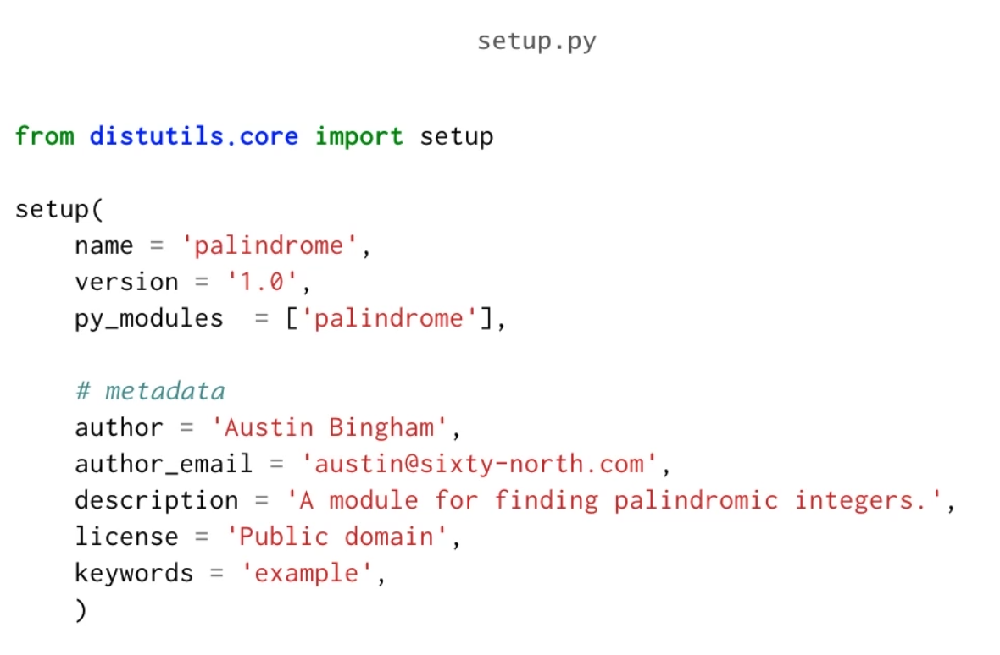 setup.py
from distutils.core import setup
setup(
    name = 'palindrome',
    version = '1.0',
    py_modules  = ['palindrome'],
    # metadata
    author = 'Austin Bingham',
    author_email = 'austin@sixty-north.com',
    description = 'A module for finding palindromic integers.',
    license = 'Public domain',
    keywords = 'example',
    )